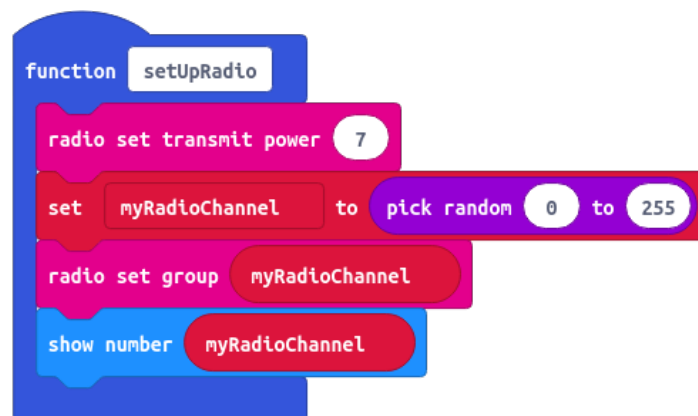 function setUpRadio
radio set transmit power 7
set myRadioChannel to pick random 0 to 255
radio set group myRadioChannel
show number myRadioChannel